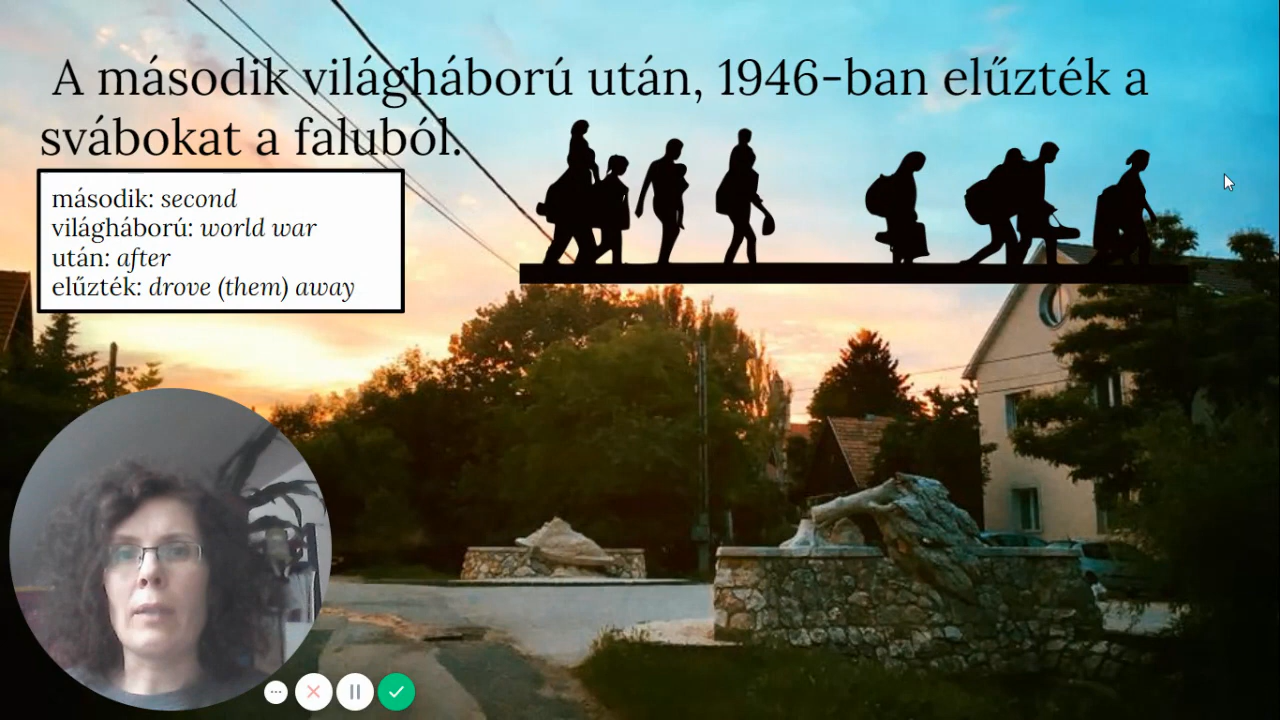 A második világháború után, 1946-ban elűzték a
svábokat a faluból.
második: second
világháború: world war
után: after
elűzték: drove (them) away